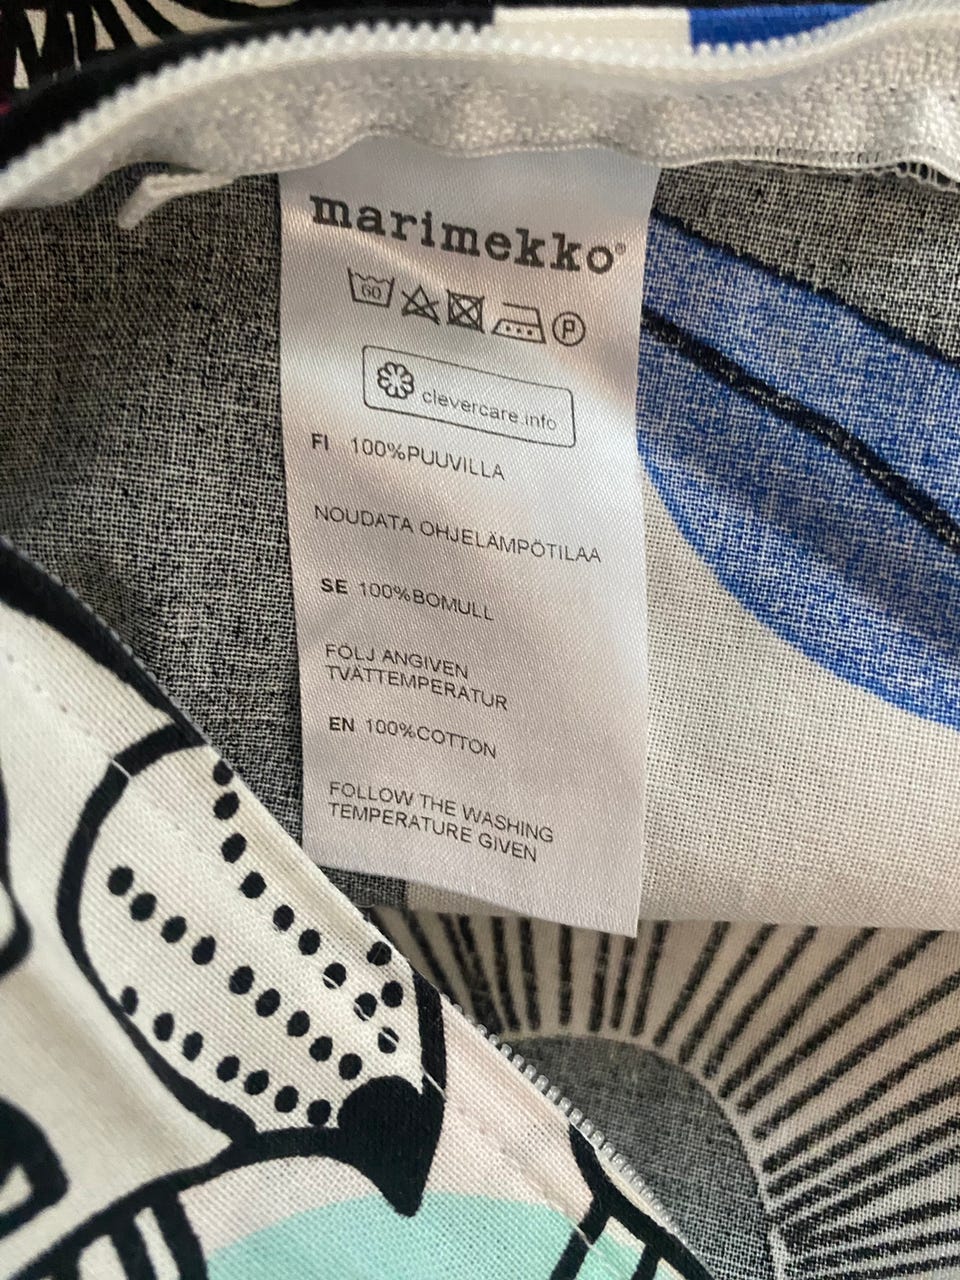 marimekko®
60
P
clevercare.info
FI 100%PUUVILLA
NOUDATA OHJELÄMPÖTILAA
SE 100%BOMULL
FÖLJ ANGIVEN
TVÄTTEMPERATUR
EN 100%COTTON
FOLLOW THE WASHING
TEMPERATURE GIVEN